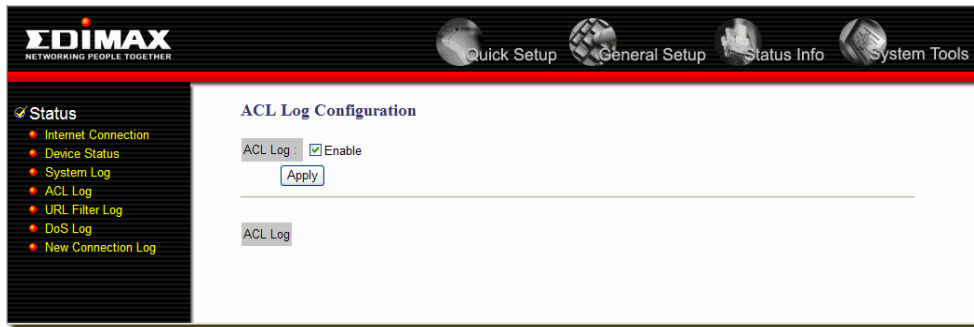 EDIMAX
NETWORKING PEOPLE TOGETHER
Quick Setup
General Setup
Status Info
System Tools
Status
Internet Connection
Device Status
System Log
ACL Log
URL Filter Log
DoS Log
New Connection Log
ACL Log Configuration
ACL Log : Enable
Apply
ACL Log